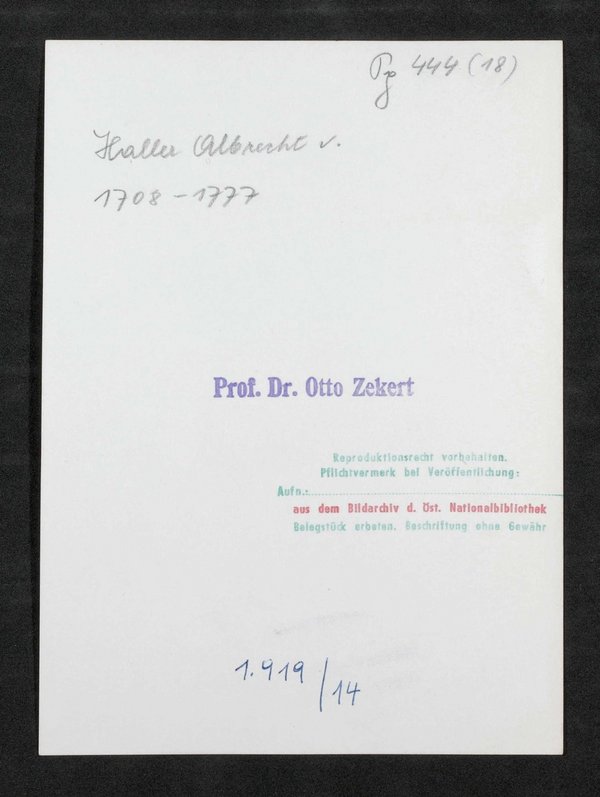 Pg 444 (18)
Haller Albrecht v.
1708 - 1777
Prof. Dr. Otto Zekert
Reproduktionsrecht vorbehalten.
Pflichtvermerk bei Veröffentlichung:
Aufn.:
aus dem Bildarchiv d. Öst. Nationalbibliothek
Belegstück erbeten. Beschriftung ohne Gewähr
1.919/14